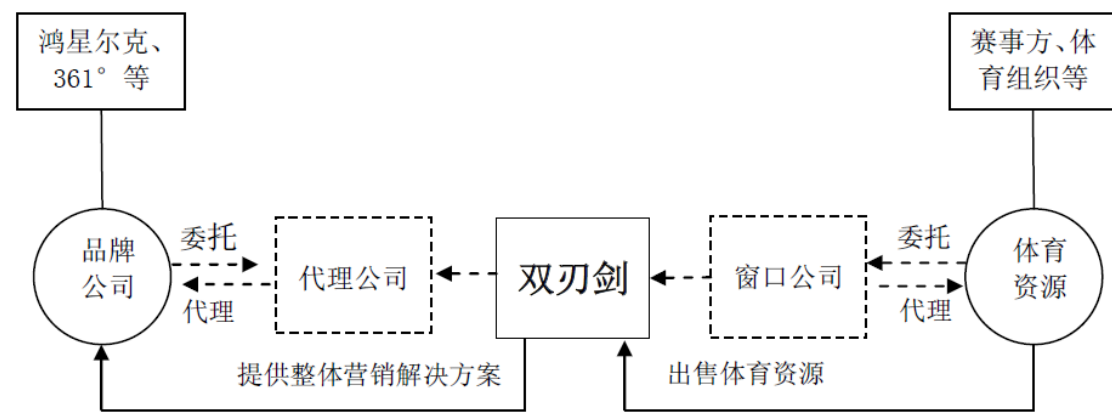 鸿星尔克、
361° 等
赛事方、体
育组织等
品牌
公司
委托
代理
代理公司
双刃剑
窗口公司
委托
代理
体育
资源
提供整体营销解决方案
出售体育资源